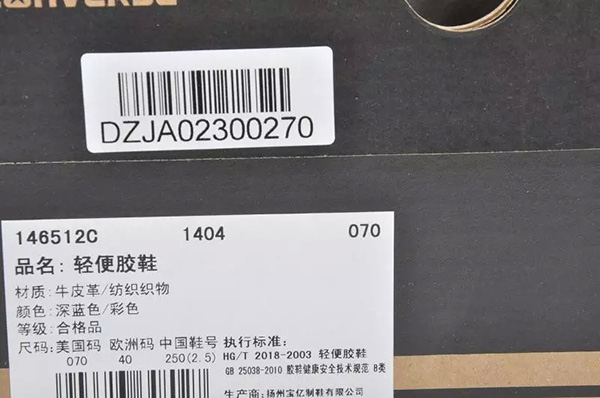 CONVERSE
DZJA02300270
146512C 1404 070
品名: 轻便胶鞋
材质: 牛皮革/纺织织物
颜色: 深蓝色/彩色
等级: 合格品
尺码: 美国码 欧洲码 中国鞋号 执行标准:
070 40 250(2.5) HG/T 2018-2003 轻便胶鞋
GB 25038-2010 胶鞋健康安全技术规范 B类
生产商: 扬州宝亿制鞋有限公司